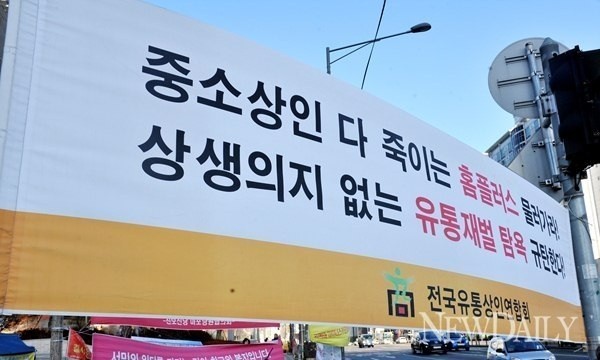 중소상인 다 죽이는 홈플러스 물러가라!
상생의지 없는 유통재벌 탐욕 규탄한다!
전국유통상인연합회
NEWDAILY